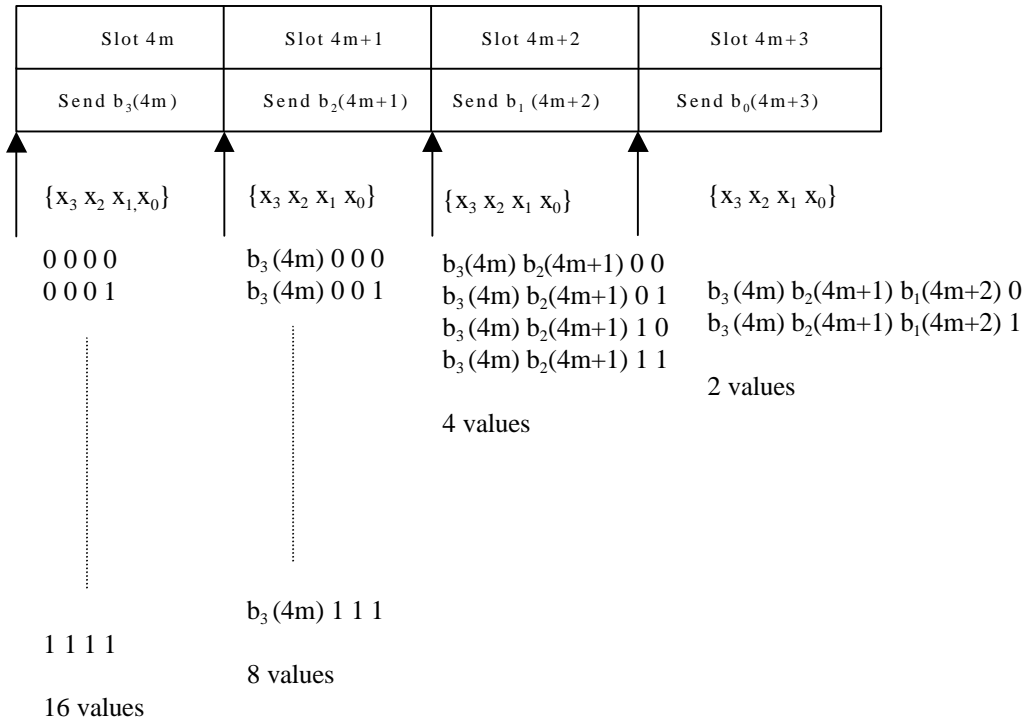 Slot 4m
Slot 4m+1
Slot 4m+2
Slot 4m+3
Send b₃(4m)
Send b₂(4m+1)
Send b₁ (4m+2)
Send b₀(4m+3)
{x₃ x₂ x₁,x₀}
0 0 0 0
0 0 0 1
1 1 1 1
16 values
{x₃ x₂ x₁ x₀}
b₃(4m) 0 0 0
b₃(4m) 0 0 1
b₃(4m) 1 1 1
8 values
{x₃ x₂ x₁ x₀}
b₃(4m) b₂(4m+1) 0 0
b₃(4m) b₂(4m+1) 0 1
b₃(4m) b₂(4m+1) 1 0
b₃(4m) b₂(4m+1) 1 1
4 values
{x₃ x₂ x₁ x₀}
b₃(4m) b₂(4m+1) b₁(4m+2) 0
b₃(4m) b₂(4m+1) b₁(4m+2) 1
2 values